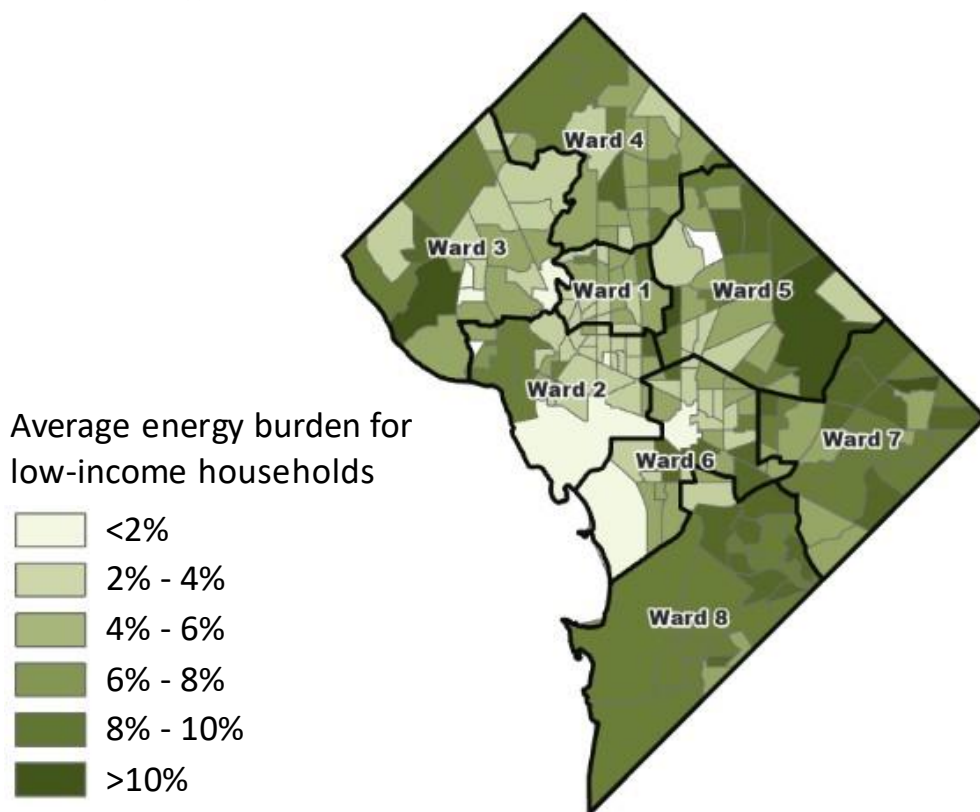 Ward 4
Ward 3
Ward 1
Ward 5
Ward 2
Ward 7
Ward 6
Ward 8
Average energy burden for
low-income households
<2%
2% - 4%
4% - 6%
6% - 8%
8% - 10%
>10%